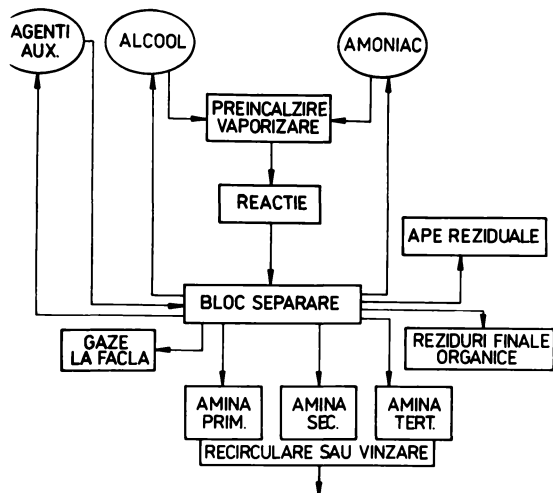 AGENTI
AUX.
ALCOOL
AMONIAC
PREINCALZIRE
VAPORIZARE
REACTIE
APE REZIDUALE
BLOC SEPARARE
GAZE
LA FACLA
REZIDURI FINALE
ORGANICE
AMINA
PRIM.
AMINA
SEC.
AMINA
TERT.
RECIRCULARE SAU VINZARE